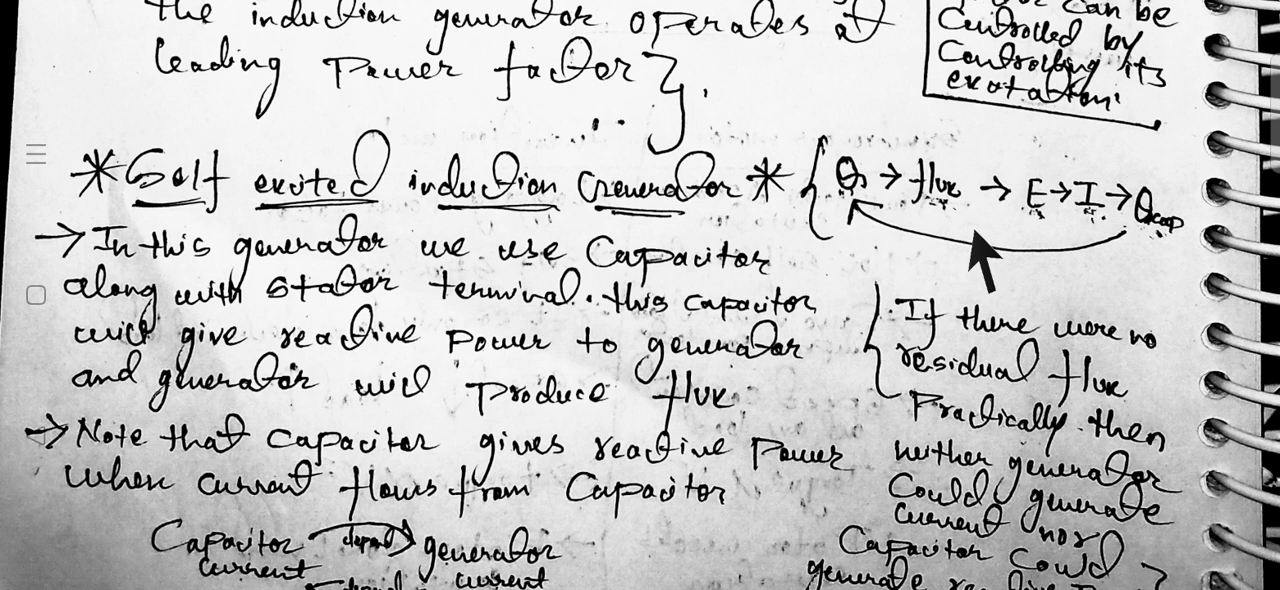 the induction generator operates at
leading Power factor}.
can be
Controlled by
Controlling its
* Self excited induction Generator *
{ Q → flux → E → I → Qcap
→ In this generator we use Capacitor
along with stator terminal. this capacitor
will give reactive power to generator
and generator will Produce flux
→ Note that capacitor gives reactive Power
when current flows from Capacitor
Capacitor depend generator
current current
{ If there were no
residual flux
Practically then
neither generator
Could generate
current nor
Capacitor Could }
generate